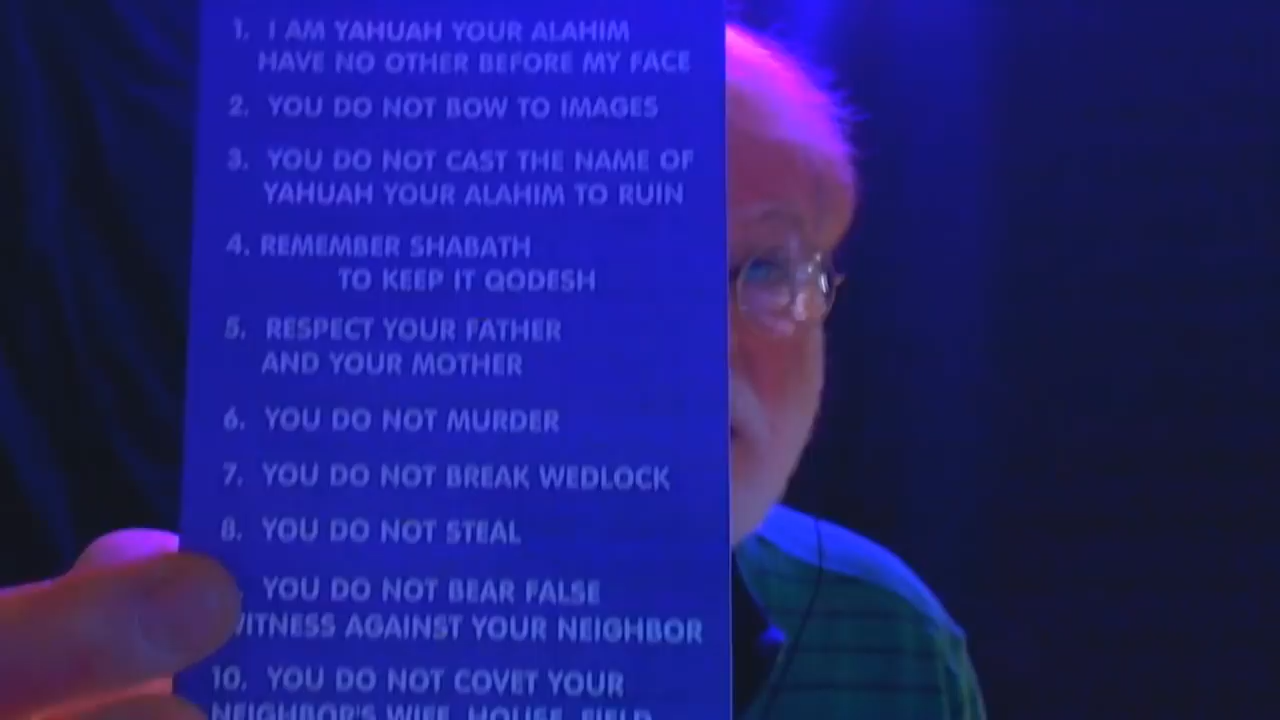 1. I AM YAHUAH YOUR ALAHIM
HAVE NO OTHER BEFORE MY FACE
2. YOU DO NOT BOW TO IMAGES
3. YOU DO NOT CAST THE NAME OF
YAHUAH YOUR ALAHIM TO RUIN
4. REMEMBER SHABATH
TO KEEP IT QODESH
5. RESPECT YOUR FATHER
AND YOUR MOTHER
6. YOU DO NOT MURDER
7. YOU DO NOT BREAK WEDLOCK
8. YOU DO NOT STEAL
YOU DO NOT BEAR FALSE
WITNESS AGAINST YOUR NEIGHBOR
10. YOU DO NOT COVET YOUR
NEIGHBOR'S WIFE, HOUSE, FIELD